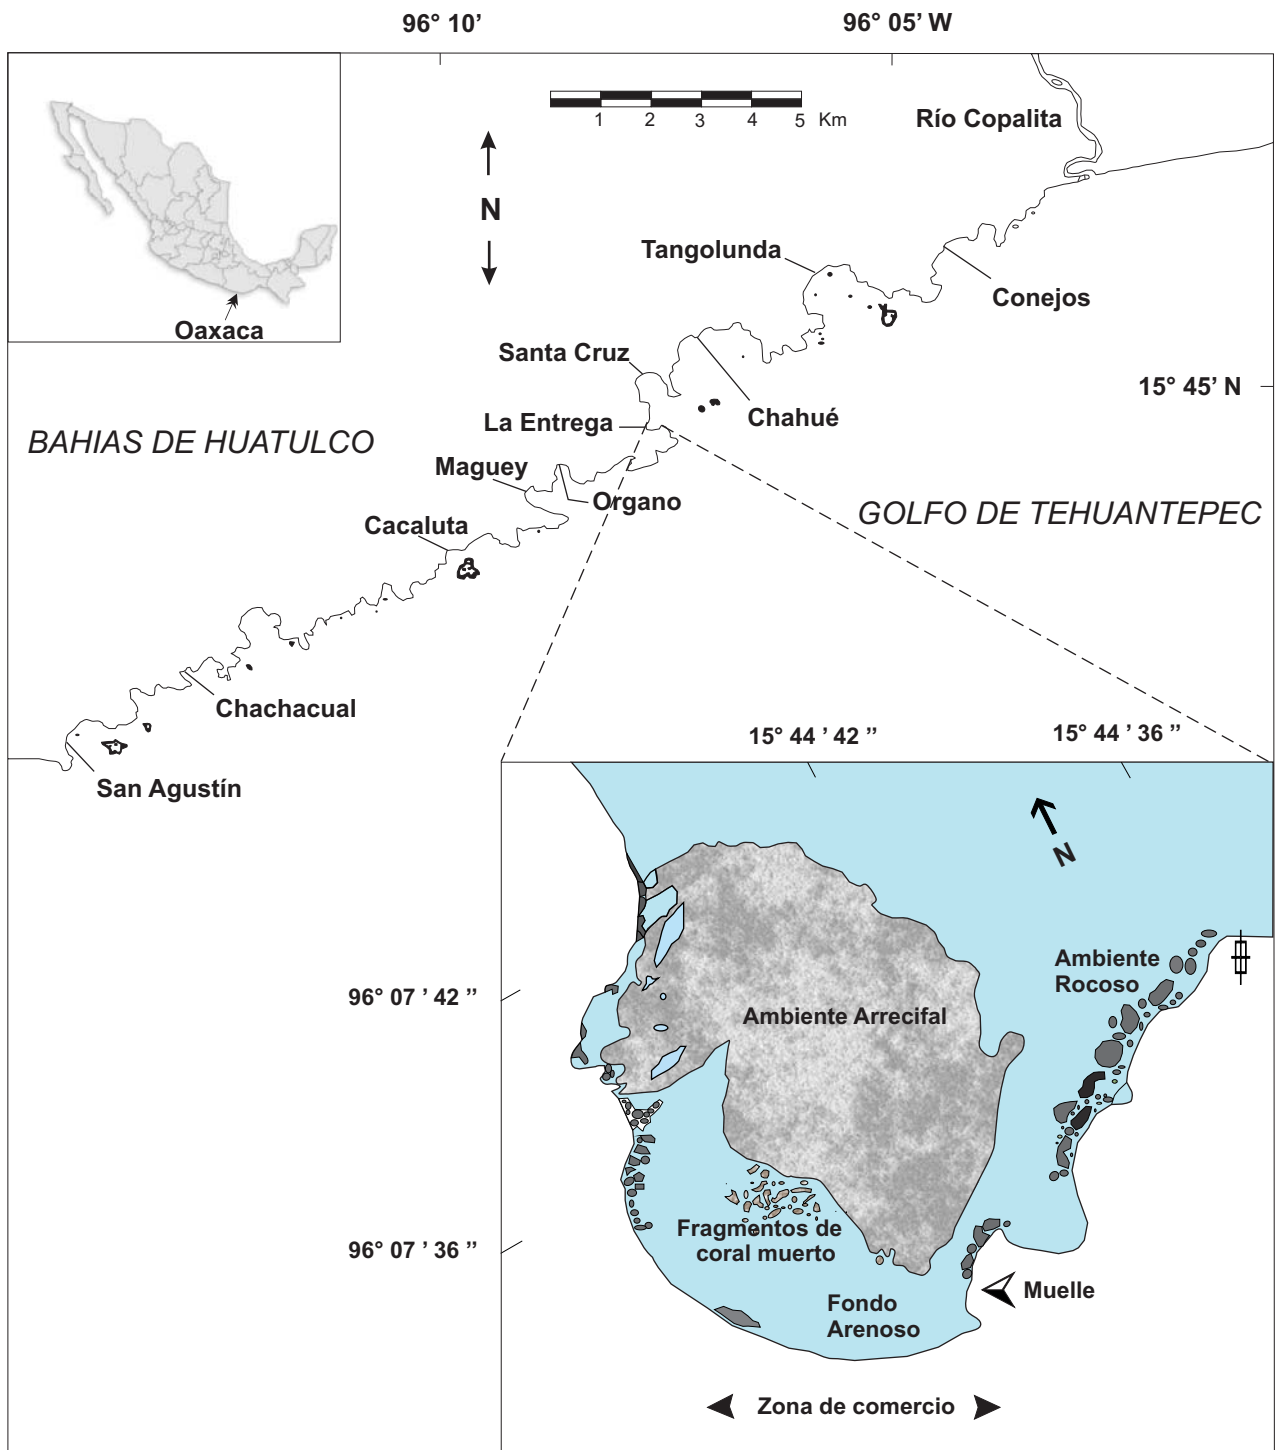 96° 10’
96° 05’ W
1 2 3 4 5 Km
Río Copalita
N
Tangolunda
Conejos
Oaxaca
Santa Cruz
15° 45’ N
Chahué
La Entrega
BAHIAS DE HUATULCO
Maguey
Organo
GOLFO DE TEHUANTEPEC
Cacaluta
Chachacual
15° 44 ’ 42 ”
15° 44 ’ 36 ”
San Agustín
N
Ambiente
Rocoso
96° 07 ’ 42 ”
Ambiente Arrecifal
Fragmentos de
coral muerto
96° 07 ’ 36 ”
Muelle
Fondo
Arenoso
Zona de comercio